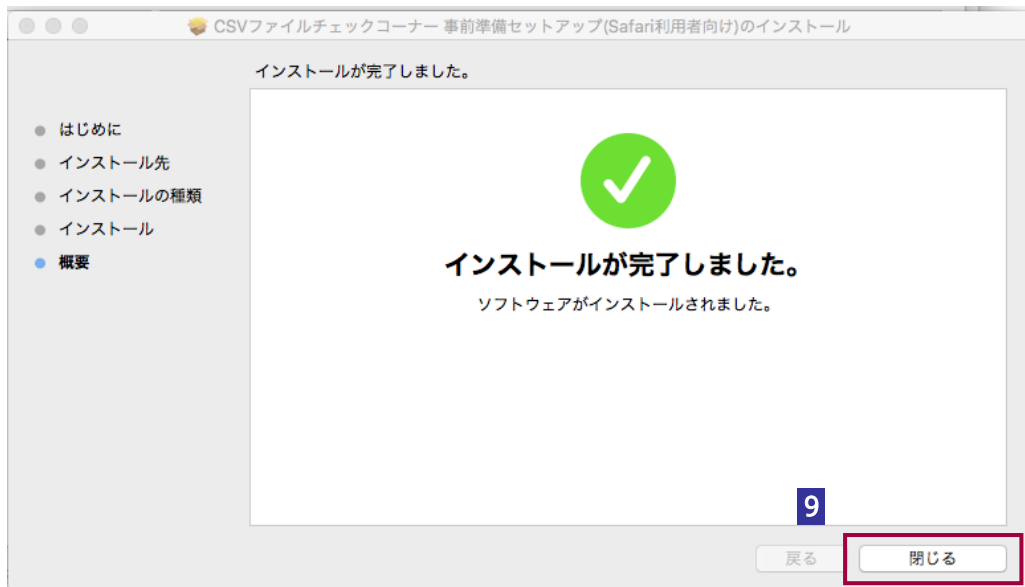 CSVファイルチェックコーナー 事前準備セットアップ(Safari利用者向け)のインストール
インストールが完了しました。
はじめに
インストール先
インストールの種類
インストール
概要
インストールが完了しました。
ソフトウェアがインストールされました。
9
戻る
閉じる